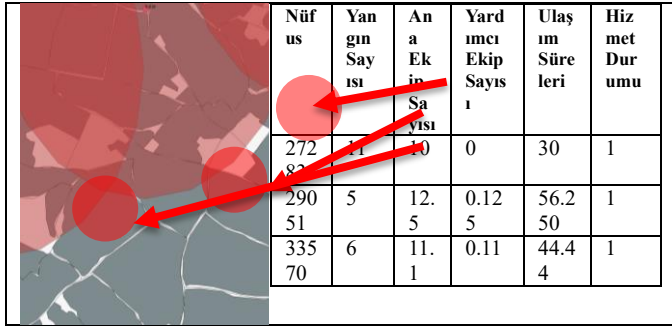 Nüf Yan An Yard Ulaş Hiz
us gın a ımcı ım met
Say Ek Ekip Süre Dur
ısı ip Sayıs leri umu
Sa ı
yısı
272 11 10 0 30 1
290 5 12. 0.12 56.2 1
51 5 5 50
335 6 11. 0.11 44.4 1
70 1 4